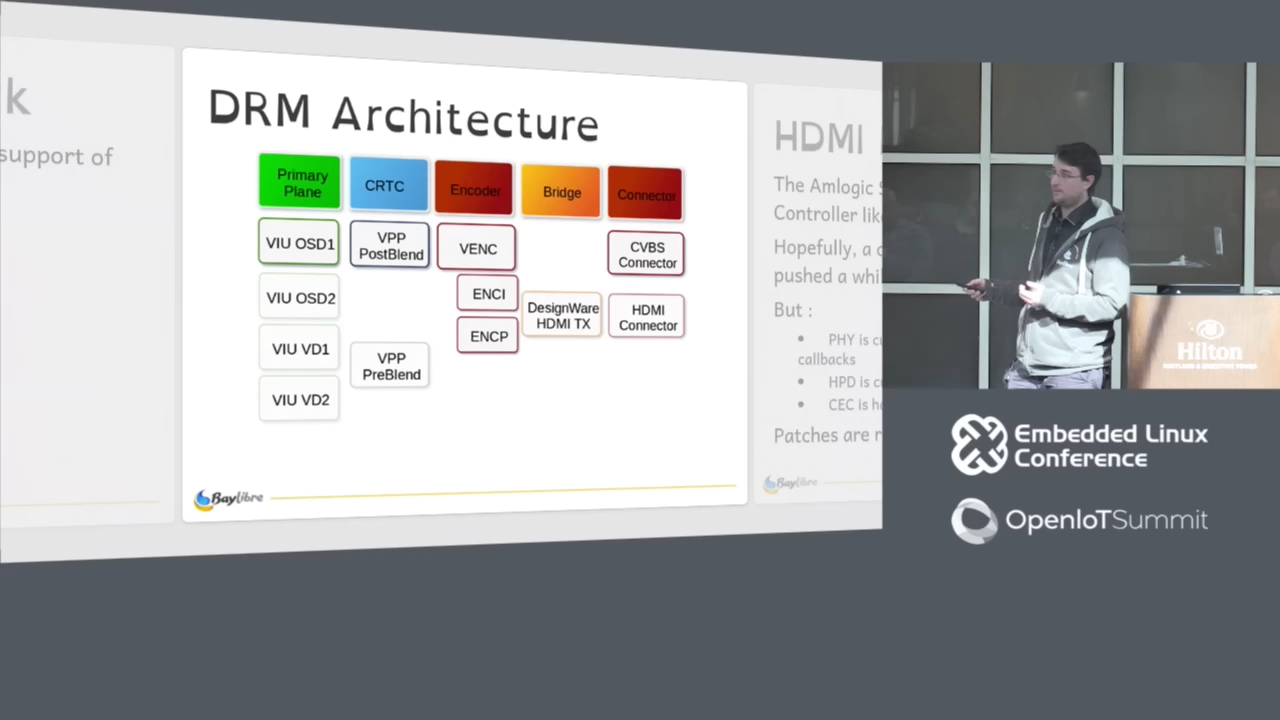 k
support of
DRM Architecture
Primary
Plane
CRTC
Encoder
Bridge
Connector
VIU OSD1
VPP
PostBlend
VENC
CVBS
Connector
VIU OSD2
ENCI
DesignWare
HDMI TX
HDMI
Connector
ENCP
VIU VD1
VPP
PreBlend
VIU VD2
BayLibre
HDMI
The Amlogic S
Controller lik
Hopefully, a
pushed a whi
But :
PHY is c
callbacks
HPD is c
CEC is h
Patches are r
BayLibre
Hilton
Embedded Linux
Conference
OpenIoTSummit